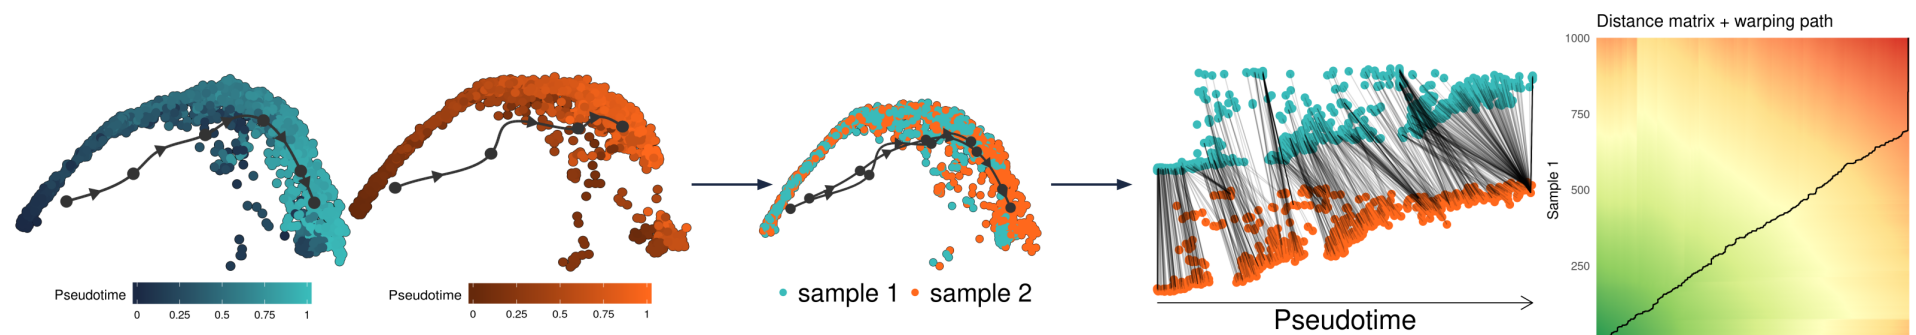 Pseudotime
0 0.25 0.5 0.75 1
Pseudotime
0 0.25 0.5 0.75 1
sample 1 sample 2
Pseudotime
Distance matrix + warping path
1000
750
500
250
Sample 1